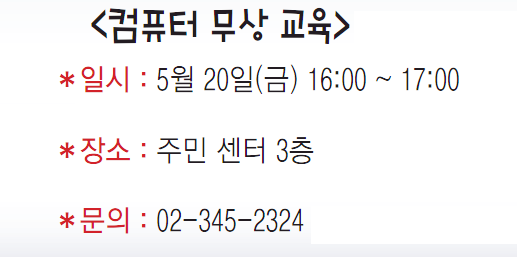 <컴퓨터 무상 교육>
*일시 : 5월 20일(금) 16:00 ~ 17:00
*장소 : 주민 센터 3층
*문의 : 02-345-2324